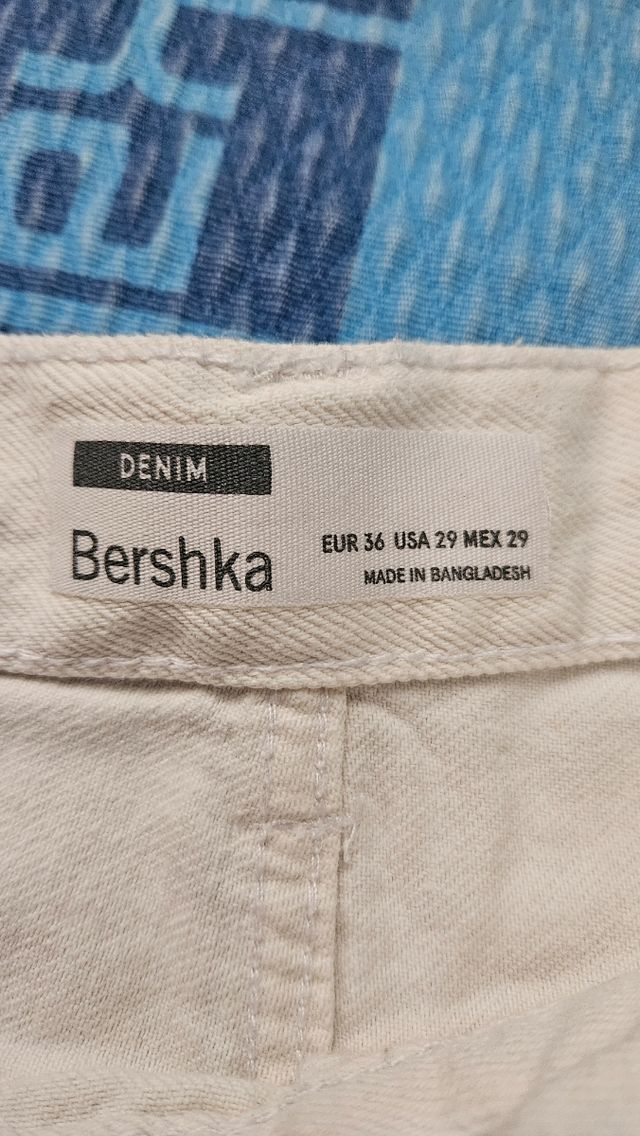 DENIM
Bershka
EUR 36 USA 29 MEX 29
MADE IN BANGLADESH